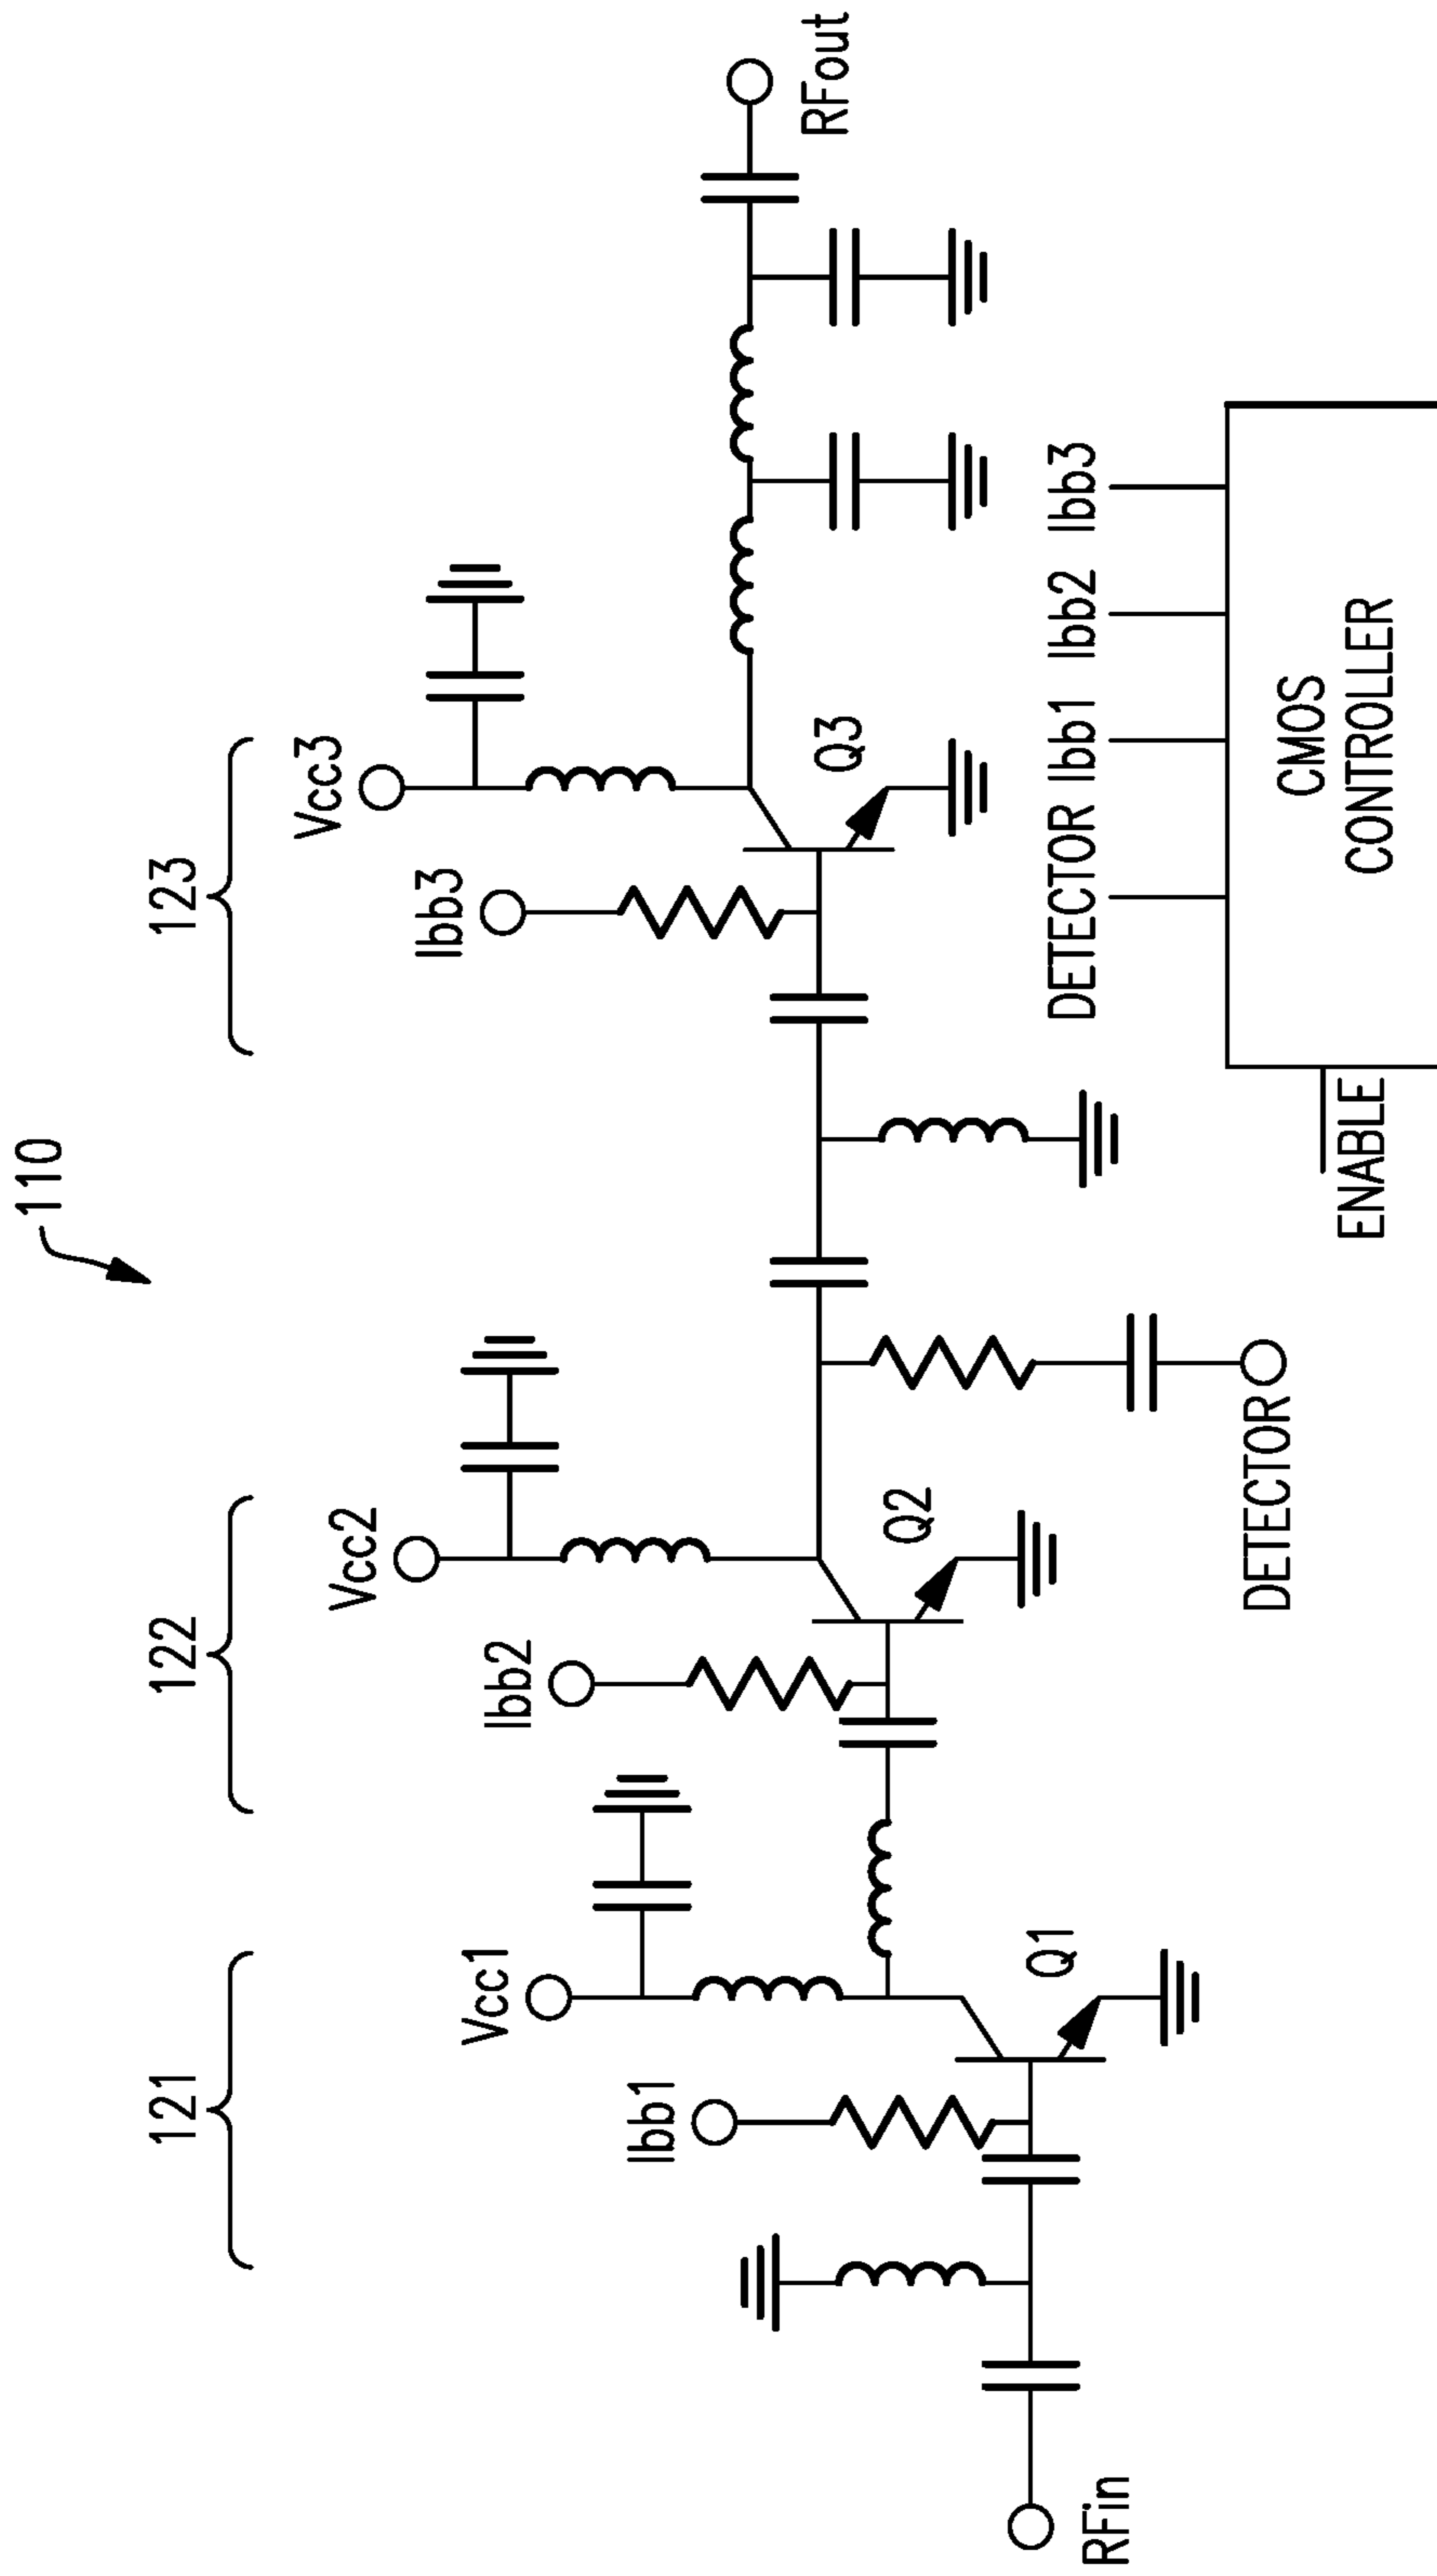 110
121
122
123
Vcc1
Vcc2
Vcc3
Ibb1
Ibb2
Ibb3
Q1
Q2
Q3
RFin
RFout
DETECTOR
DETECTOR Ibb1 Ibb2 Ibb3
ENABLE
CMOS
CONTROLLER